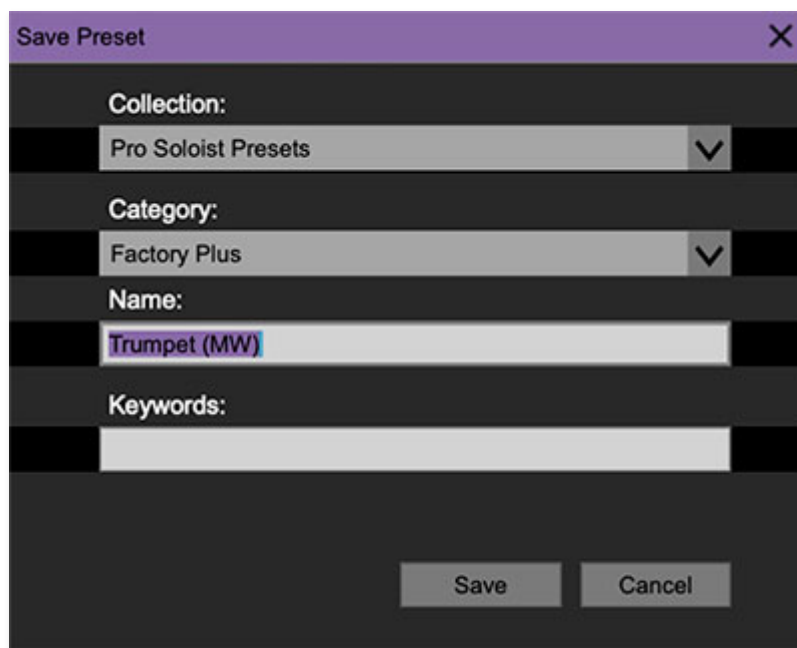 Save Preset
Collection:
Pro Soloist Presets
Category:
Factory Plus
Name:
Trumpet (MW)
Keywords:
Save Cancel